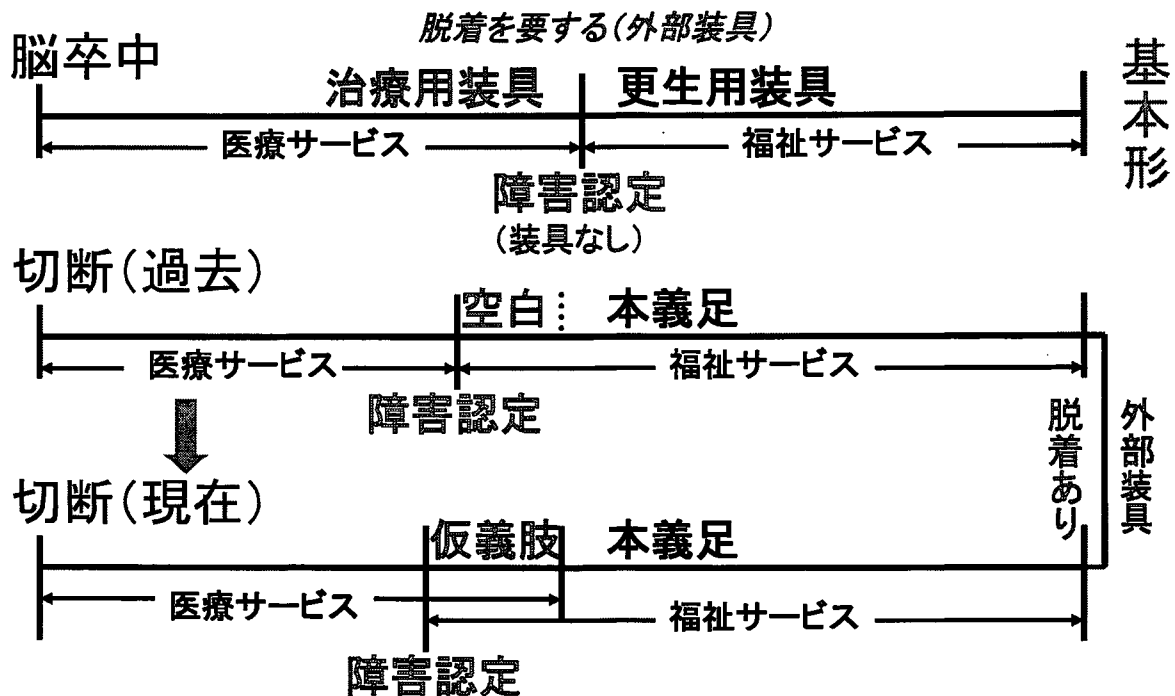 脱着を要する(外部装具)
脳卒中
治療用装具
更生用装具
医療サービス
福祉サービス
障害認定
(装具なし)
基本形
切断(過去)
空白
本義足
医療サービス
福祉サービス
障害認定
切断(現在)
仮義肢
本義足
医療サービス
福祉サービス
障害認定
脱着あり
外部装具